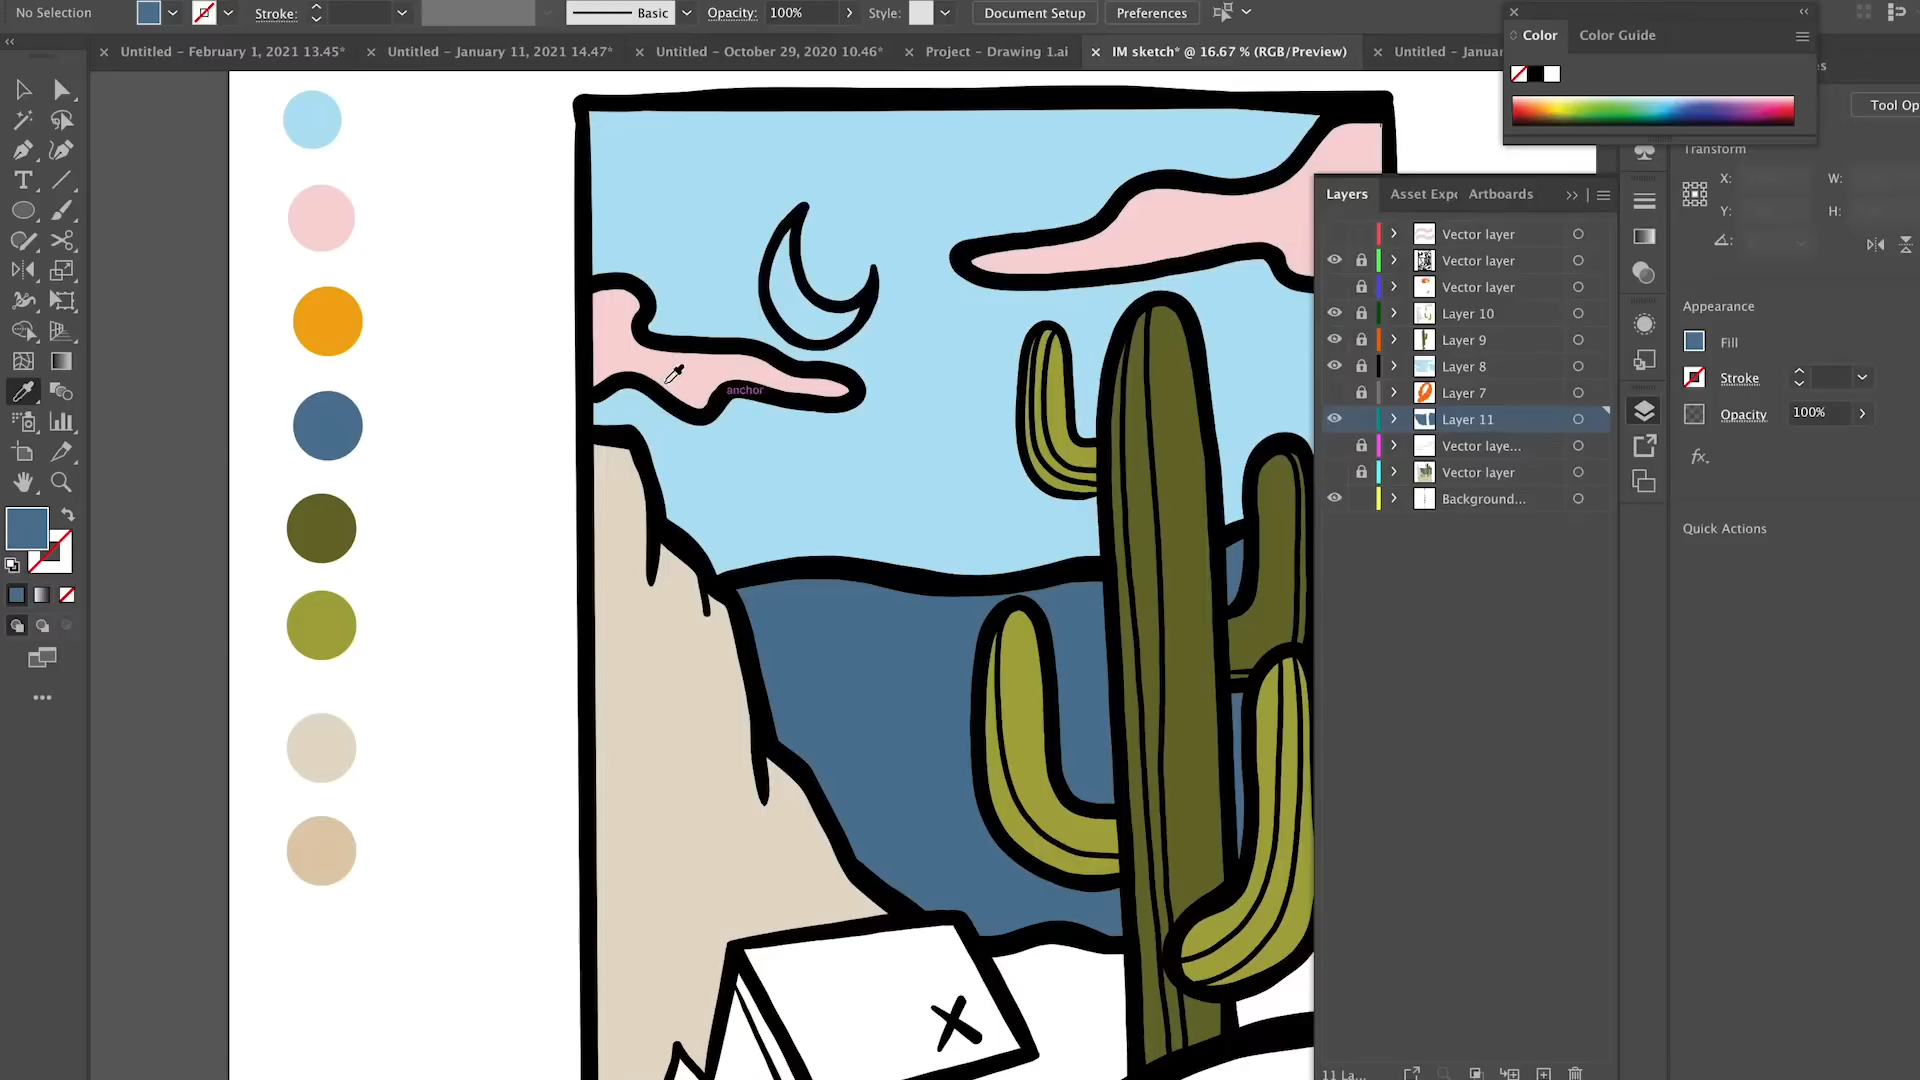 No Selection
Stroke:
Basic
Opacity: 100%
Style:
Document Setup
Preferences
Untitled – February 1, 2021 13.45*
Untitled – January 11, 2021 14.47*
Untitled – October 29, 2020 10.46*
Project – Drawing 1.ai
IM sketch* @ 16.67 % (RGB/Preview)
Untitled – Janua
Color
Color Guide
Tool Op
Transform
X:
W:
Y:
H:
Layers
Asset Expo
Artboards
Vector layer
Vector layer
Vector layer
Layer 10
Layer 9
Layer 8
Layer 7
Layer 11
Vector laye...
Vector layer
Background...
11 La...
Appearance
Fill
Stroke
Opacity
100%
fx.
Quick Actions
anchor